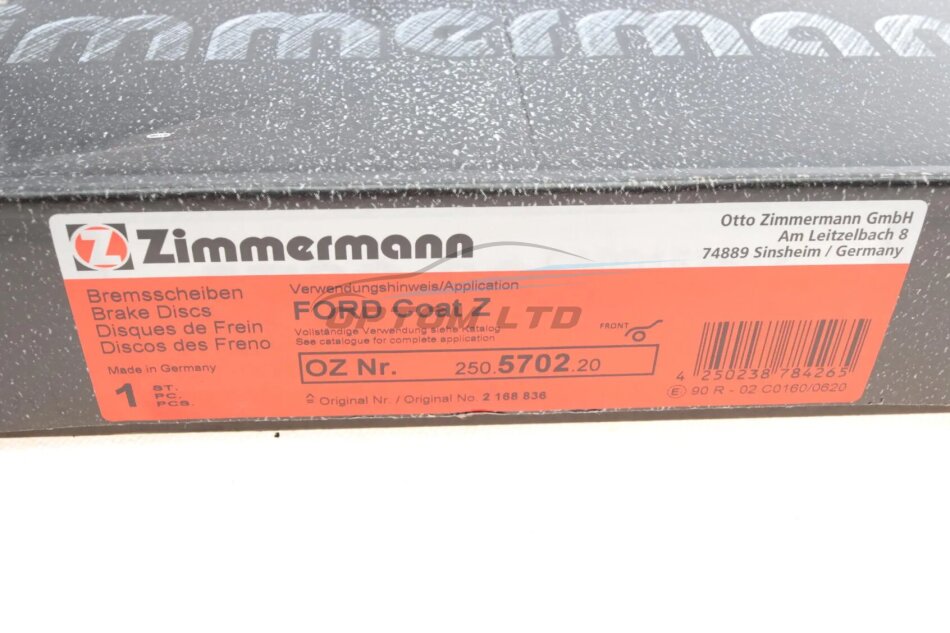 Zimmermann
Z Zimmermann
Otto Zimmermann GmbH
Am Leitzelbach 8
74889 Sinsheim / Germany
Bremsscheiben
Brake Discs
Disques de Frein
Discos des Freno
Made in Germany
1 ST.
PC.
PCS.
Verwendungshinweis/Application
FORD Coat Z
OPTOM LTD
Vollständige Verwendung siehe Katalog
See catalogue for complete application
FRONT
OZ Nr. 250.5702.20
≙ Original Nr. / Original No. 2 168 836
4 250238 784265
E1 90 R - 02 C0160/0620